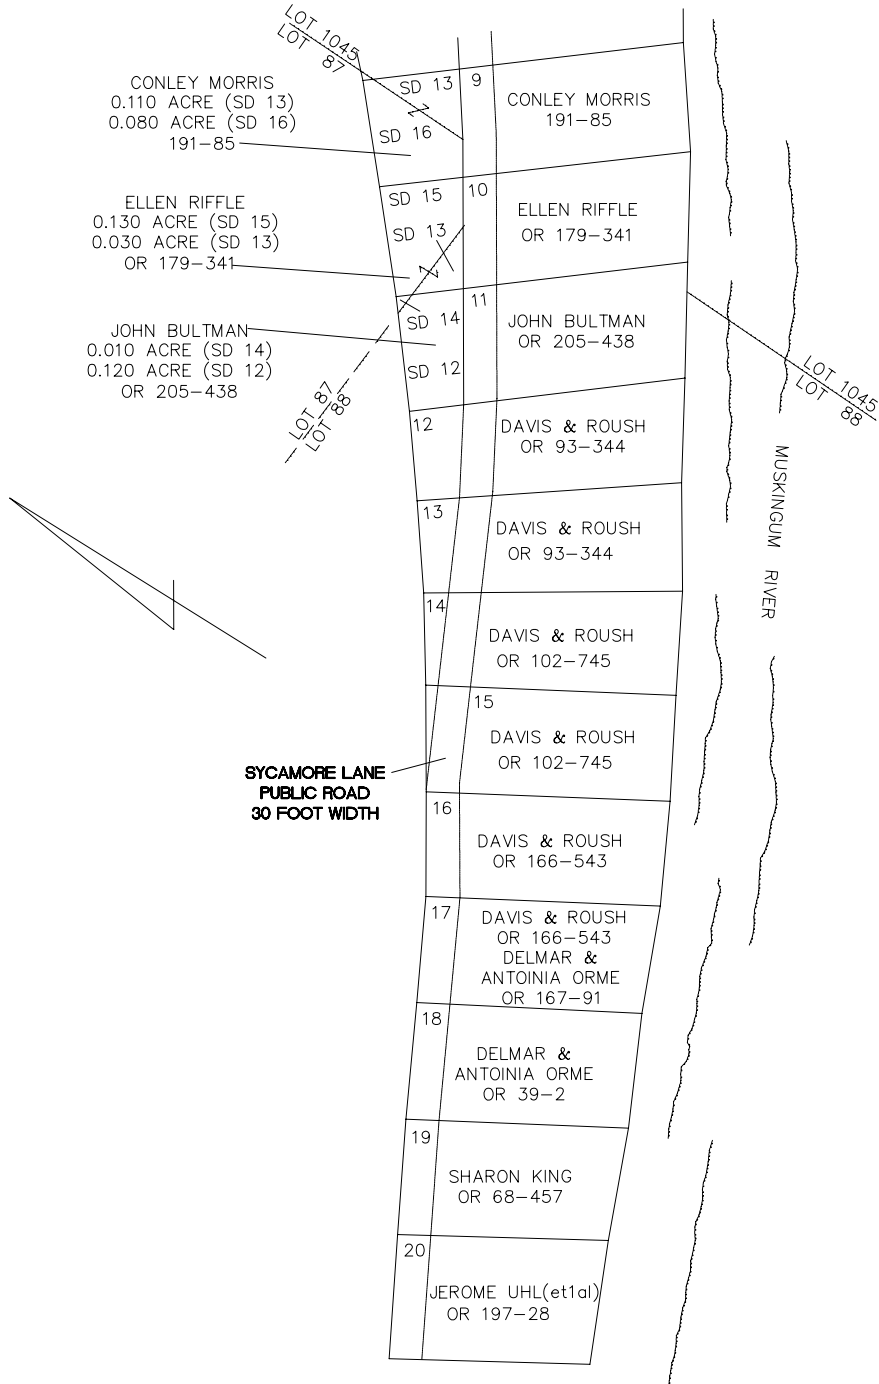 LOT 1045
LOT 87
CONLEY MORRIS
0.110 ACRE (SD 13)
0.080 ACRE (SD 16)
191-85
SD 13
9
SD 16
CONLEY MORRIS
191-85
ELLEN RIFFLE
0.130 ACRE (SD 15)
0.030 ACRE (SD 13)
OR 179-341
SD 15
10
SD 13
ELLEN RIFFLE
OR 179-341
JOHN BULTMAN
0.010 ACRE (SD 14)
0.120 ACRE (SD 12)
OR 205-438
11
SD 14
SD 12
JOHN BULTMAN
OR 205-438
LOT 1045
LOT 88
LOT 87
LOT 88
12
DAVIS & ROUSH
OR 93-344
MUSKINGUM RIVER
13
DAVIS & ROUSH
OR 93-344
14
DAVIS & ROUSH
OR 102-745
15
DAVIS & ROUSH
OR 102-745
SYCAMORE LANE
PUBLIC ROAD
30 FOOT WIDTH
16
DAVIS & ROUSH
OR 166-543
17
DAVIS & ROUSH
OR 166-543
DELMAR &
ANTOINIA ORME
OR 167-91
18
DELMAR &
ANTOINIA ORME
OR 39-2
19
SHARON KING
OR 68-457
20
JEROME UHL(et1al)
OR 197-28